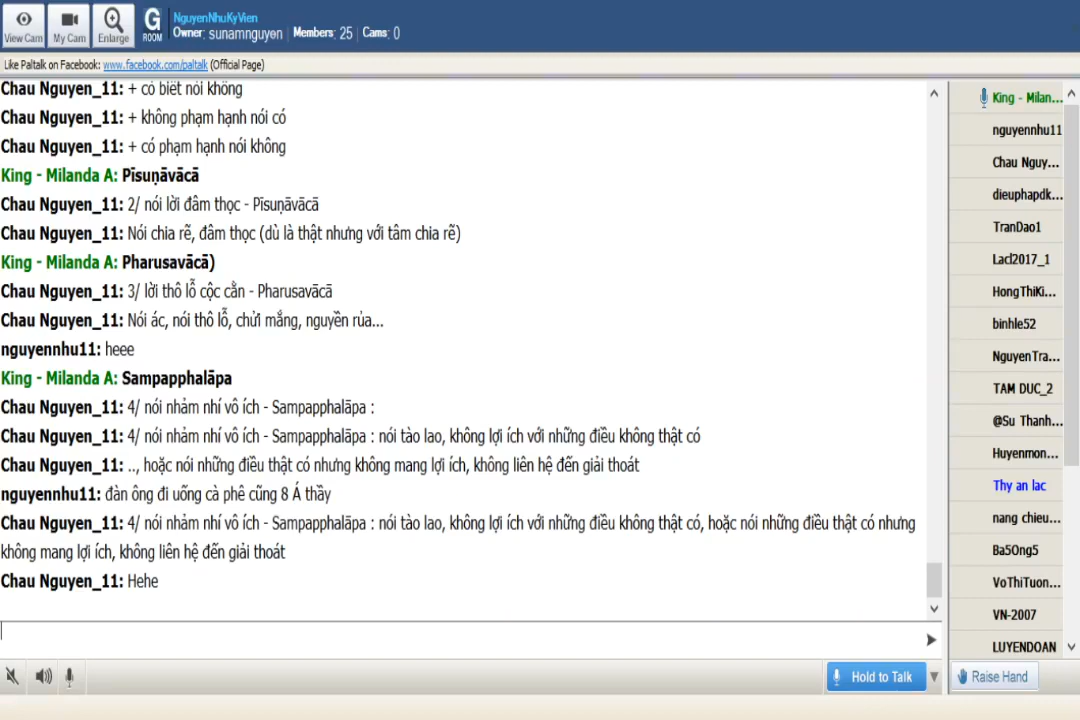 NguyenNhuKyVien
G
ROOM
Owner: sunamnguyen | Members: 25 | Cams: 0
View Cam
My Cam
Enlarge
Like Paltalk on Facebook: www.facebook.com/paltalk (Official Page)
Chau Nguyen_11: + có biết nói không
Chau Nguyen_11: + không phạm hạnh nói có
Chau Nguyen_11: + có phạm hạnh nói không
King - Milanda A: Pīsuṇāvācā
Chau Nguyen_11: 2/ nói lời đâm thọc - Pīsuṇāvācā
Chau Nguyen_11: Nói chia rẽ, đâm thọc (dù là thật nhưng với tâm chia rẽ)
King - Milanda A: Pharusavācā)
Chau Nguyen_11: 3/ lời thô lỗ cộc cằn - Pharusavācā
Chau Nguyen_11: Nói ác, nói thô lỗ, chửi mắng, nguyền rủa...
nguyennhu11: heee
King - Milanda A: Sampapphalāpa
Chau Nguyen_11: 4/ nói nhảm nhí vô ích - Sampapphalāpa :
Chau Nguyen_11: 4/ nói nhảm nhí vô ích - Sampapphalāpa : nói tào lao, không lợi ích với những điều không thật có
Chau Nguyen_11: .., hoặc nói những điều thật có nhưng không mang lợi ích, không liên hệ đến giải thoát
nguyennhu11: đàn ông đi uống cà phê cũng 8 Á thầy
Chau Nguyen_11: 4/ nói nhảm nhí vô ích - Sampapphalāpa : nói tào lao, không lợi ích với những điều không thật có, hoặc nói những điều thật có nhưng
không mang lợi ích, không liên hệ đến giải thoát
Chau Nguyen_11: Hehe
King - Milan...
nguyennhu11
Chau Nguy...
dieuphapdk...
TranDao1
Lacl2017_1
HongThiKi...
binhle52
NguyenTra...
TAM DUC_2
@Su Thanh...
Huyenmon...
Thy an lac
nang chieu...
Ba5Ong5
VoThiTuon...
VN-2007
LUYENDOAN
Hold to Talk
Raise Hand